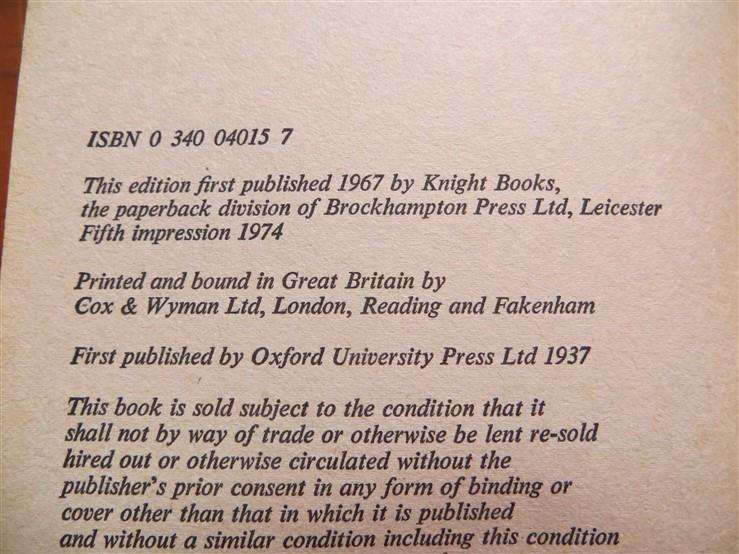 ISBN 0 340 04015 7
This edition first published 1967 by Knight Books,
the paperback division of Brockhampton Press Ltd, Leicester
Fifth impression 1974
Printed and bound in Great Britain by
Cox & Wyman Ltd, London, Reading and Fakenham
First published by Oxford University Press Ltd 1937
This book is sold subject to the condition that it
shall not by way of trade or otherwise be lent re-sold
hired out or otherwise circulated without the
publisher's prior consent in any form of binding or
cover other than that in which it is published
and without a similar condition including this condition